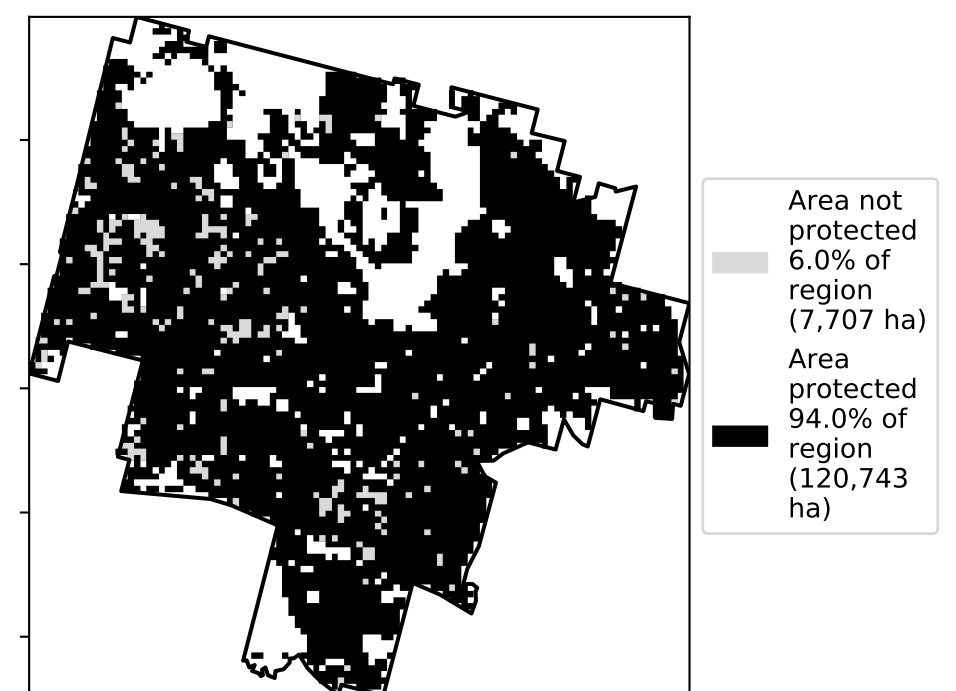 Area not
protected
6.0% of
region
(7,707 ha)
Area
protected
94.0% of
region
(120,743
ha)